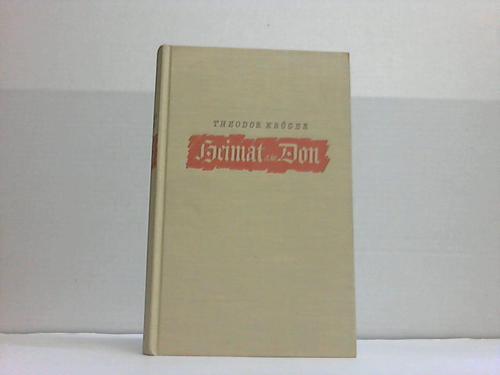 THEODOR KRÖGER
Heimat am Don